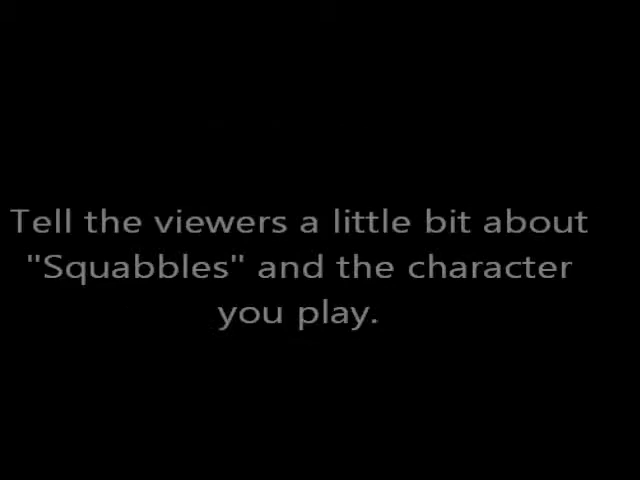 Tell the viewers a little bit about
"Squabbles" and the character
you play.